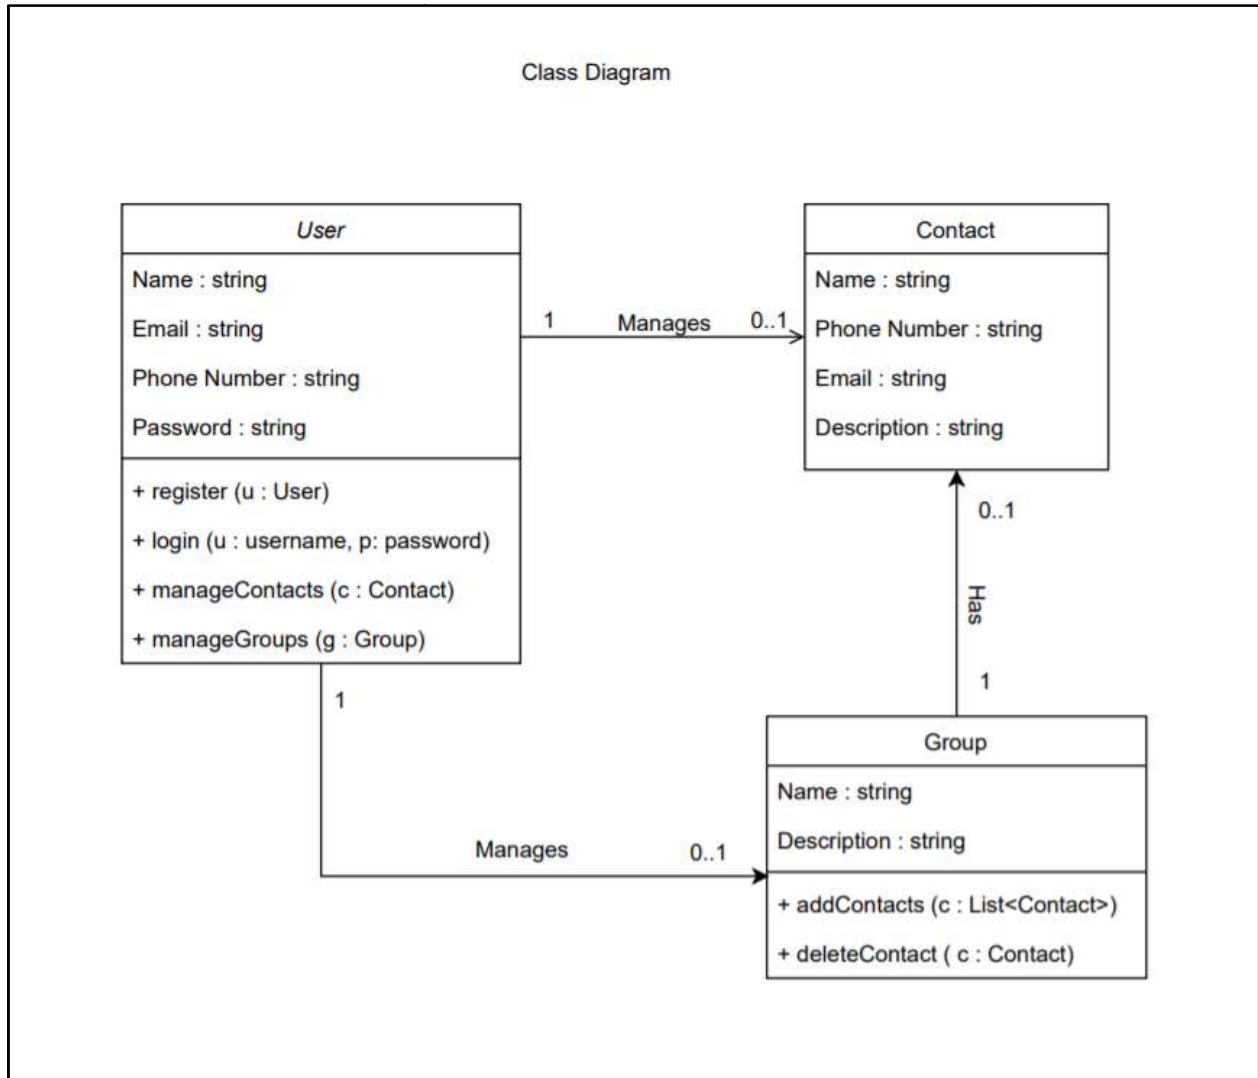 Class Diagram
User
Name : string
Email : string
Phone Number : string
Password : string
+ register (u : User)
+ login (u : username, p: password)
+ manageContacts (c : Contact)
+ manageGroups (g : Group)
1
Manages
0..1
Contact
Name : string
Phone Number : string
Email : string
Description : string
0..1
Has
1
1
Manages
0..1
Group
Name : string
Description : string
+ addContacts (c : List<Contact>)
+ deleteContact ( c : Contact)